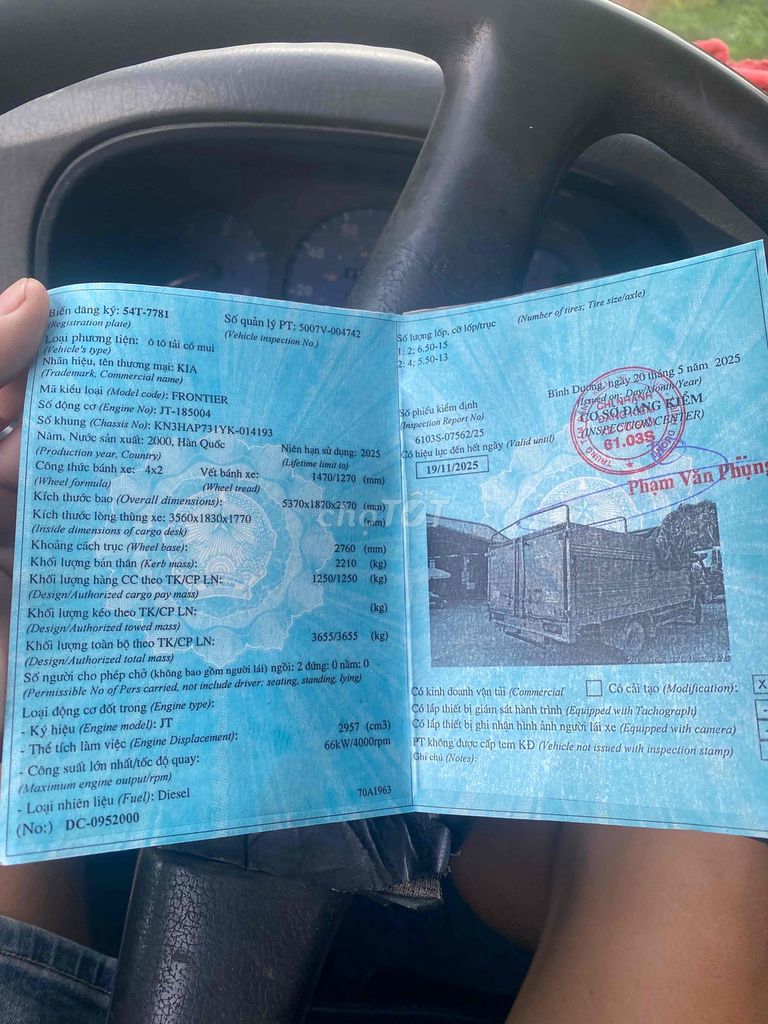 Biển đăng ký: 54T-7781
(Registration plate)
Số quản lý PT: 5007V-004742
(Vehicle inspection No.)
Loại phương tiện: ô tô tải có mui
(Vehicle's type)
Nhãn hiệu, tên thương mại: KIA
(Trademark, Commercial name)
Mã kiểu loại (Model code): FRONTIER
Số động cơ (Engine No): JT-185004
Số khung (Chassis No): KN3HAP731YK-014193
Năm, Nước sản xuất: 2000, Hàn Quốc
(Production year, Country)
Niên hạn sử dụng: 2025
(Lifetime limit to)
Công thức bánh xe: 4x2
(Wheel formula)
Vết bánh xe: 1470/1270 (mm)
(Wheel tread)
Kích thước bao (Overall dimensions): 5370x1870x2570 (mm)
Kích thước lòng thùng xe: 3560x1830x1770 (mm)
(Inside dimensions of cargo desk)
Khoảng cách trục (Wheel base): 2760 (mm)
Khối lượng bản thân (Kerb mass): 2210 (kg)
Khối lượng hàng CC theo TK/CP LN: 1250/1250 (kg)
(Design/Authorized cargo pay mass)
Khối lượng kéo theo TK/CP LN: (kg)
(Design/Authorized towed mass)
Khối lượng toàn bộ theo TK/CP LN: 3655/3655 (kg)
(Design/Authorized total mass)
Số người cho phép chở (không bao gồm người lái) ngồi: 2 đứng: 0 nằm: 0
(Permissible No of Pers carried, not include driver: seating, standing, lying)
Loại động cơ đốt trong (Engine type):
- Ký hiệu (Engine model): JT
- Thể tích làm việc (Engine Displacement): 2957 (cm3)
- Công suất lớn nhất/tốc độ quay: 66kW/4000rpm
(Maximum engine output/rpm)
- Loại nhiên liệu (Fuel): Diesel
70A1963
(No:) DC-0952000
Số lượng lốp, cỡ lốp/trục (Number of tires; Tire size/axle)
1: 2; 6.50-15
2: 4; 5.50-13
Bình Dương, ngày 20 tháng 5 năm 2025
(Issued on: Day/Month/Year)
CƠ SỞ ĐĂNG KIỂM
(INSPECTION CENTER)
Số phiếu kiểm định
(Inspection Report No)
6103S-07562/25
Có hiệu lực đến hết ngày (Valid until)
19/11/2025
CHI NHÁNH
61.03S
Phạm Văn Phụng
chợTỐT
Có kinh doanh vận tải (Commercial
Có cải tạo (Modification): X
Có lắp thiết bị giám sát hành trình (Equipped with Tachograph)
Có lắp thiết bị ghi nhận hình ảnh người lái xe (Equipped with camera)
PT không được cấp tem KĐ (Vehicle not issued with inspection stamp)
Ghi chú (Notes):